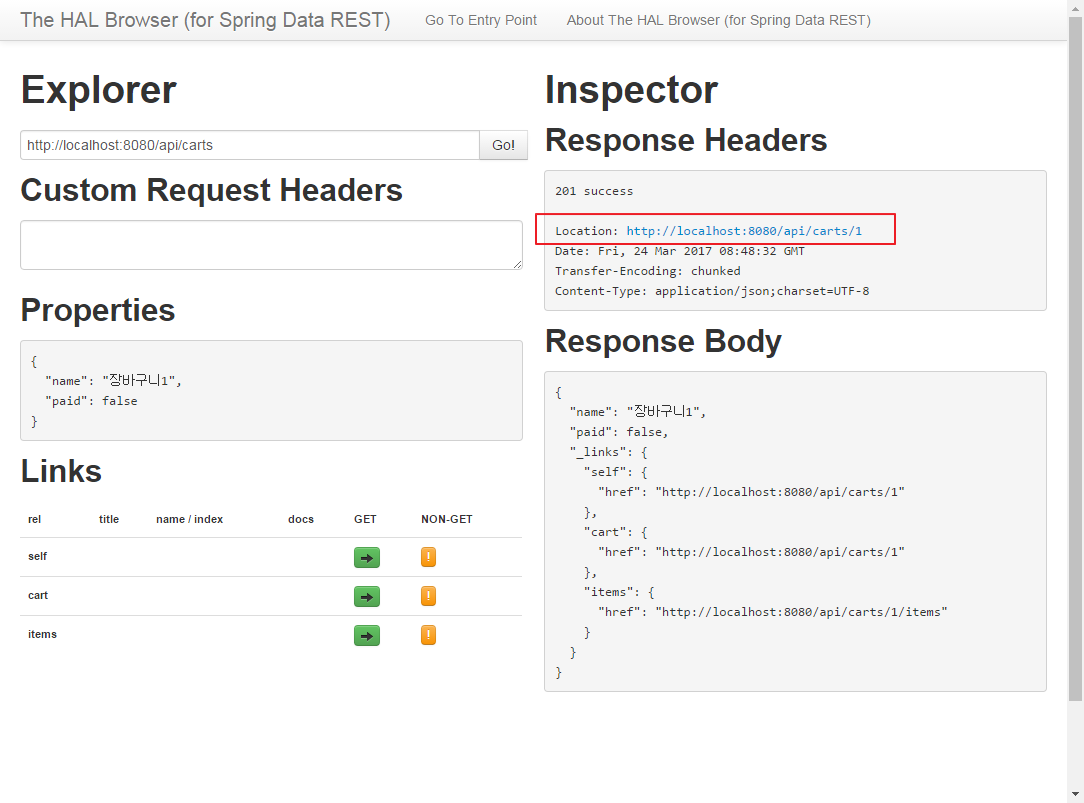 The HAL Browser (for Spring Data REST) Go To Entry Point About The HAL Browser (for Spring Data REST)
Explorer
http://localhost:8080/api/carts Go!
Custom Request Headers
Properties
{
  "name": "장바구니1",
  "paid": false
}
Links
rel title name / index docs GET NON-GET
self
cart
items
Inspector
Response Headers
201 success
Location: http://localhost:8080/api/carts/1
Date: Fri, 24 Mar 2017 08:48:32 GMT
Transfer-Encoding: chunked
Content-Type: application/json;charset=UTF-8
Response Body
{
  "name": "장바구니1",
  "paid": false,
  "_links": {
    "self": {
      "href": "http://localhost:8080/api/carts/1"
    },
    "cart": {
      "href": "http://localhost:8080/api/carts/1"
    },
    "items": {
      "href": "http://localhost:8080/api/carts/1/items"
    }
  }
}